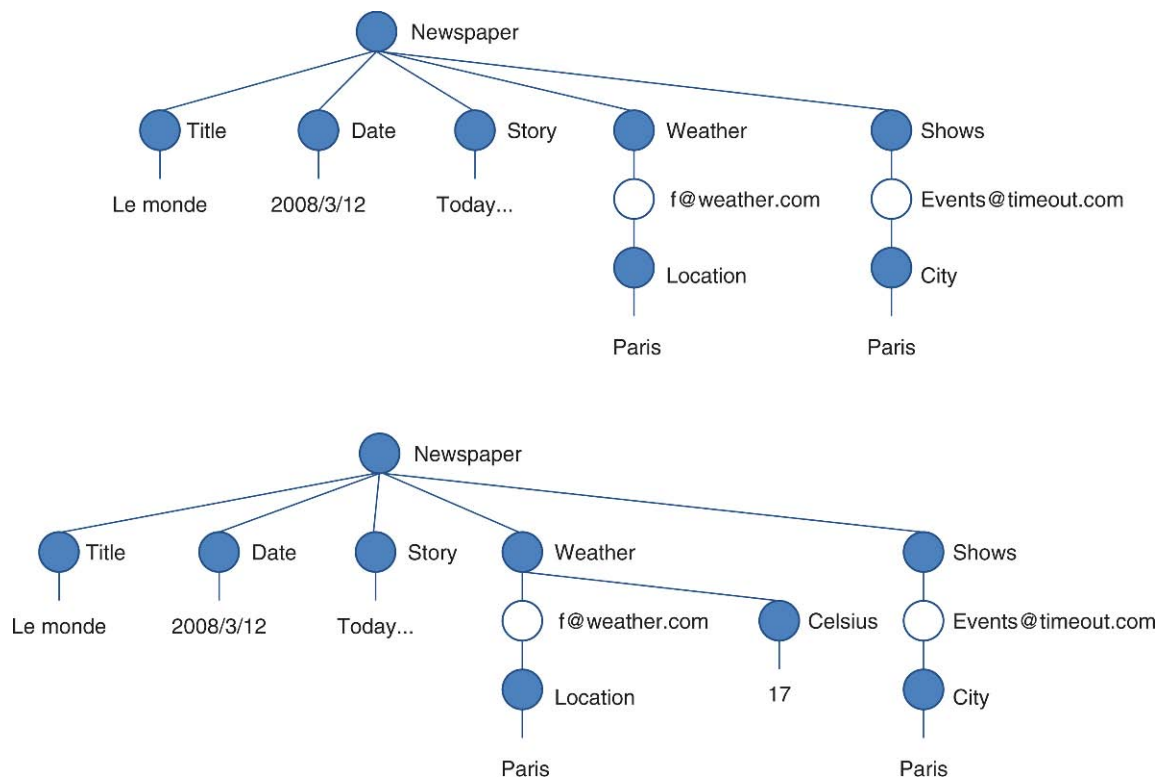 Newspaper
Title Date Story Weather Shows
Le monde 2008/3/12 Today... f@weather.com Events@timeout.com
Location City
Paris Paris
Newspaper
Title Date Story Weather Shows
Le monde 2008/3/12 Today... f@weather.com Celsius Events@timeout.com
Location 17 City
Paris Paris